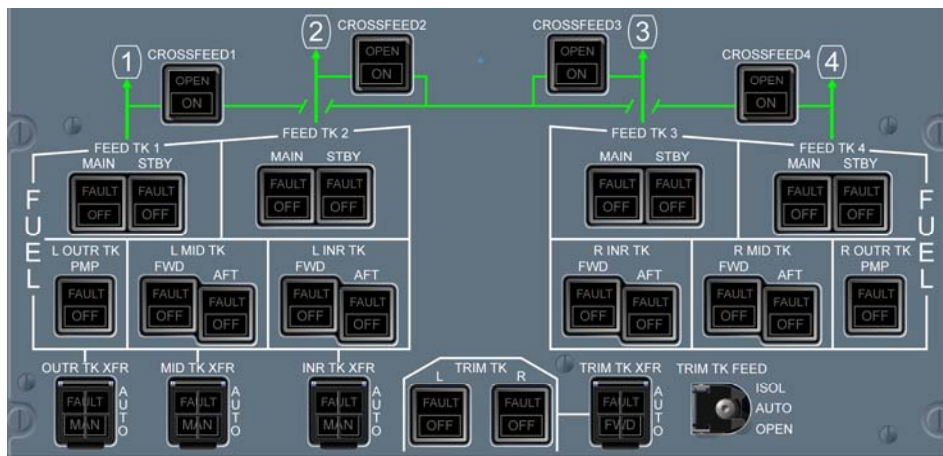 1 CROSSFEED1 OPEN ON
2 CROSSFEED2 OPEN ON
CROSSFEED3 OPEN ON 3
CROSSFEED4 OPEN ON 4
FUEL
FEED TK 1
MAIN STBY
FAULT FAULT
OFF OFF
FEED TK 2
MAIN STBY
FAULT FAULT
OFF OFF
FEED TK 3
MAIN STBY
FAULT FAULT
OFF OFF
FEED TK 4
MAIN STBY
FAULT FAULT
OFF OFF
FUEL
L OUTR TK
PMP
FAULT
OFF
L MID TK
FWD AFT
FAULT FAULT
OFF OFF
L INR TK
FWD AFT
FAULT FAULT
OFF OFF
R INR TK
FWD AFT
FAULT FAULT
OFF OFF
R MID TK
FWD AFT
FAULT FAULT
OFF OFF
R OUTR TK
PMP
FAULT
OFF
OUTR TK XFR
FAULT
MAN
AUTO
MID TK XFR
FAULT
MAN
AUTO
INR TK XFR
FAULT
MAN
AUTO
TRIM TK
L R
FAULT FAULT
OFF OFF
TRIM TK XFR
FAULT
FWD
AUTO
TRIM TK FEED
ISOL
AUTO
OPEN